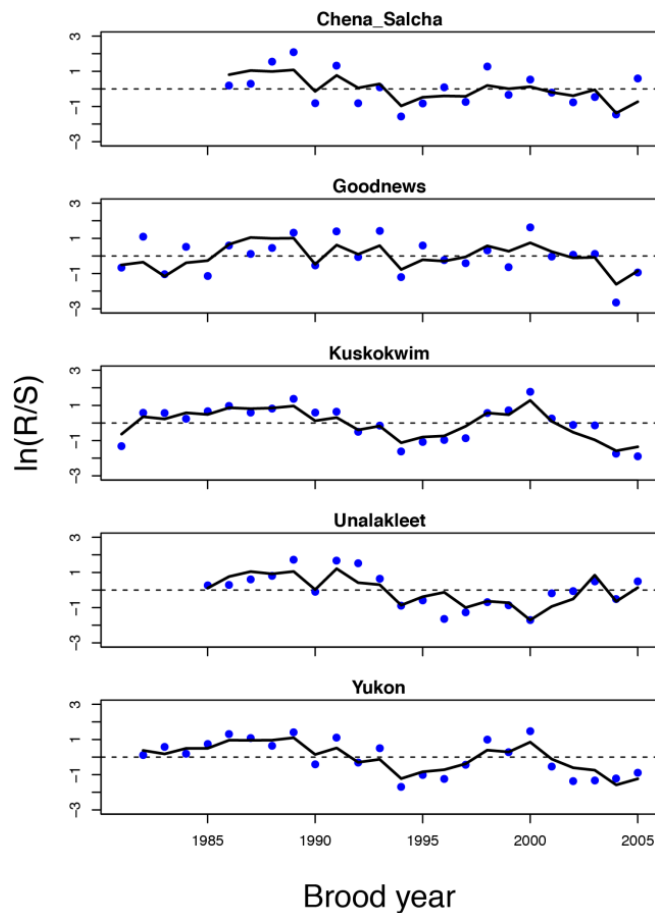 Chena_Salcha
3
1
-1
-3
Goodnews
3
1
-1
-3
Kuskokwim
3
1
-1
-3
Unalakleet
3
1
-1
-3
Yukon
3
1
-1
-3
ln(R/S)
1985 1990 1995 2000 2005
Brood year